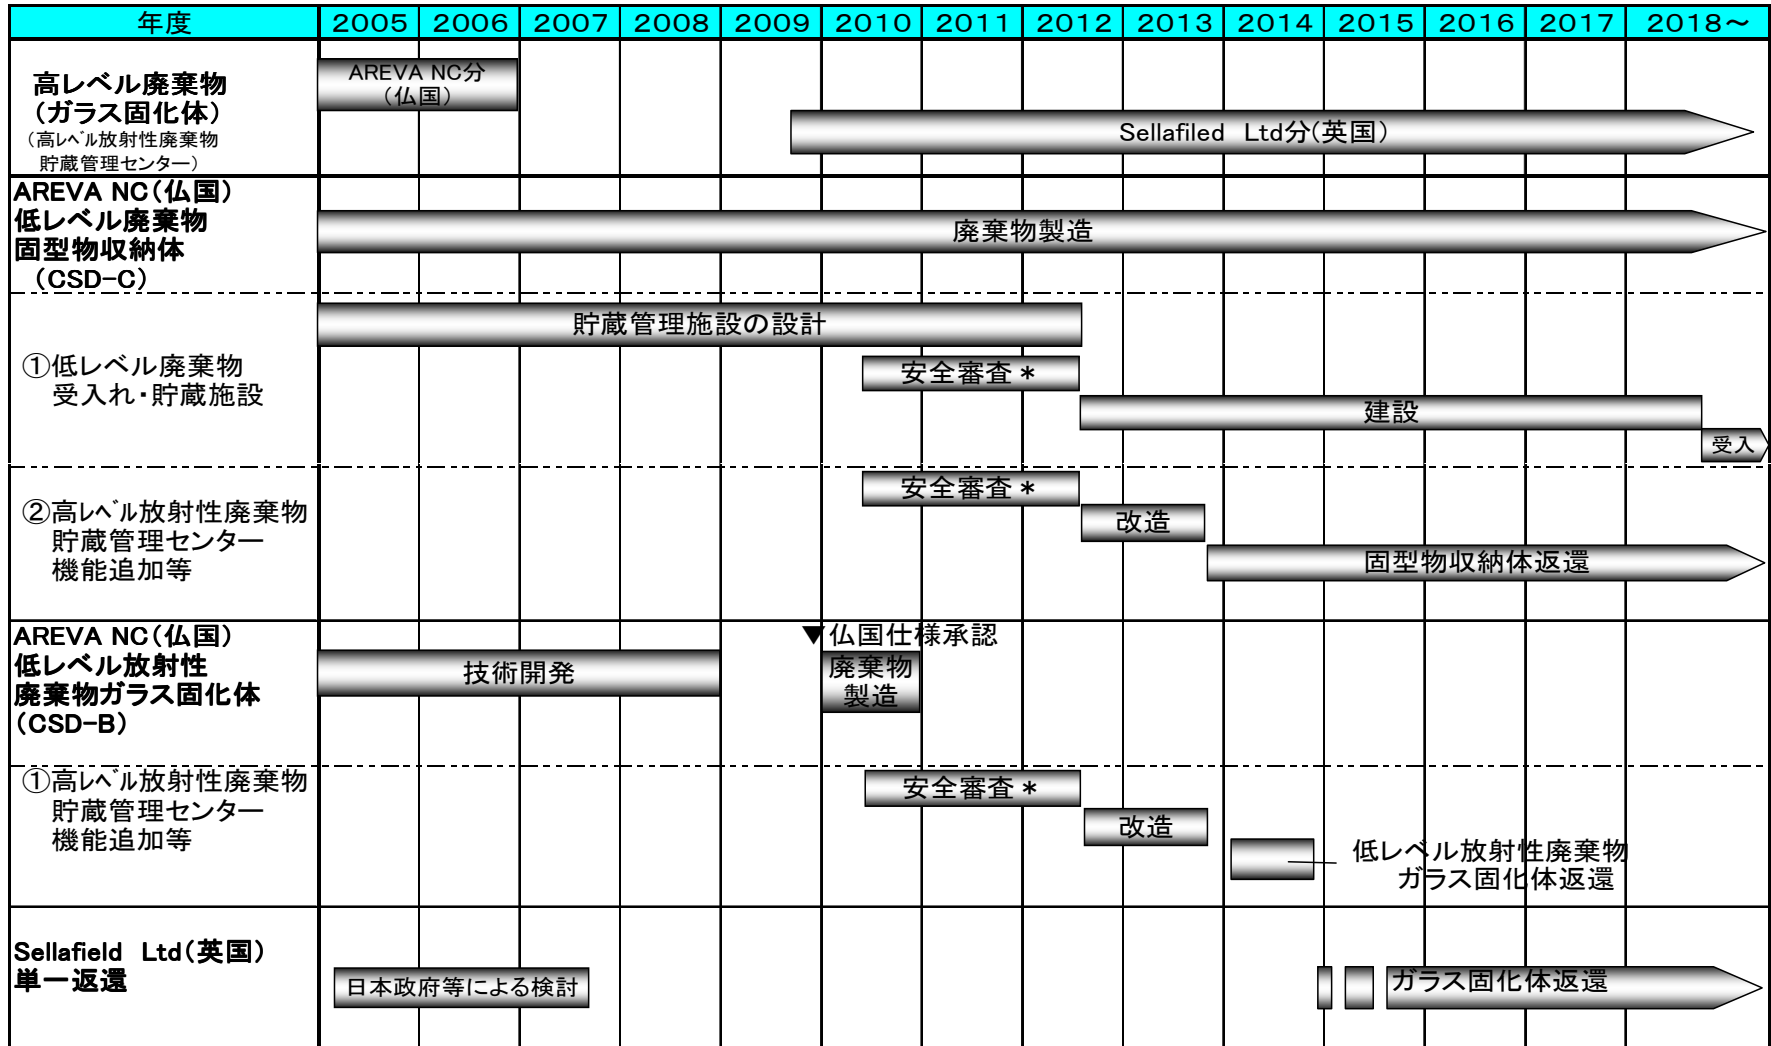 年度 2005 2006 2007 2008 2009 2010 2011 2012 2013 2014 2015 2016 2017 2018～
高レベル廃棄物
(ガラス固化体)
(高ﾚﾍﾞﾙ放射性廃棄物
貯蔵管理センター)
AREVA NC分
(仏国)
Sellafiled Ltd分(英国)
AREVA NC(仏国)
低レベル廃棄物
固型物収納体
(CSD-C)
廃棄物製造
①低レベル廃棄物
受入れ・貯蔵施設
貯蔵管理施設の設計
安全審査*
建設
受入
②高ﾚﾍﾞﾙ放射性廃棄物
貯蔵管理センター
機能追加等
安全審査*
改造
固型物収納体返還
AREVA NC(仏国)
低レベル放射性
廃棄物ガラス固化体
(CSD-B)
▼仏国仕様承認
技術開発
廃棄物
製造
①高ﾚﾍﾞﾙ放射性廃棄物
貯蔵管理センター
機能追加等
安全審査*
改造
低レベル放射性廃棄物
ガラス固化体返還
Sellafield Ltd(英国)
単一返還
日本政府等による検討
ガラス固化体返還